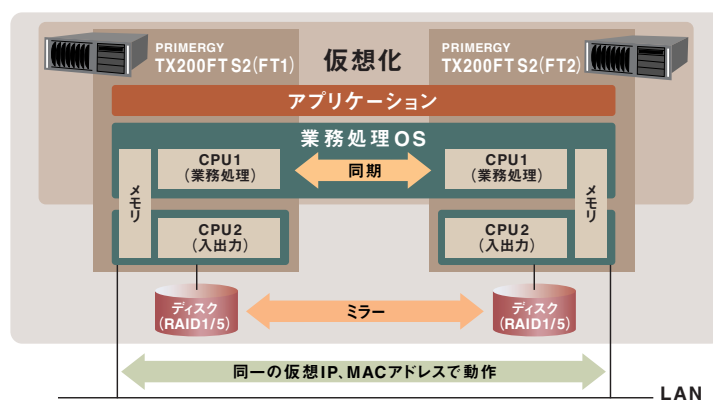 PRIMERGY
TX200FT S2(FT1)
仮想化
PRIMERGY
TX200FT S2(FT2)
アプリケーション
業務処理OS
メモリ
CPU1
(業務処理)
同期
CPU1
(業務処理)
メモリ
CPU2
(入出力)
CPU2
(入出力)
ディスク
(RAID1/5)
ミラー
ディスク
(RAID1/5)
同一の仮想IP、MACアドレスで動作
LAN